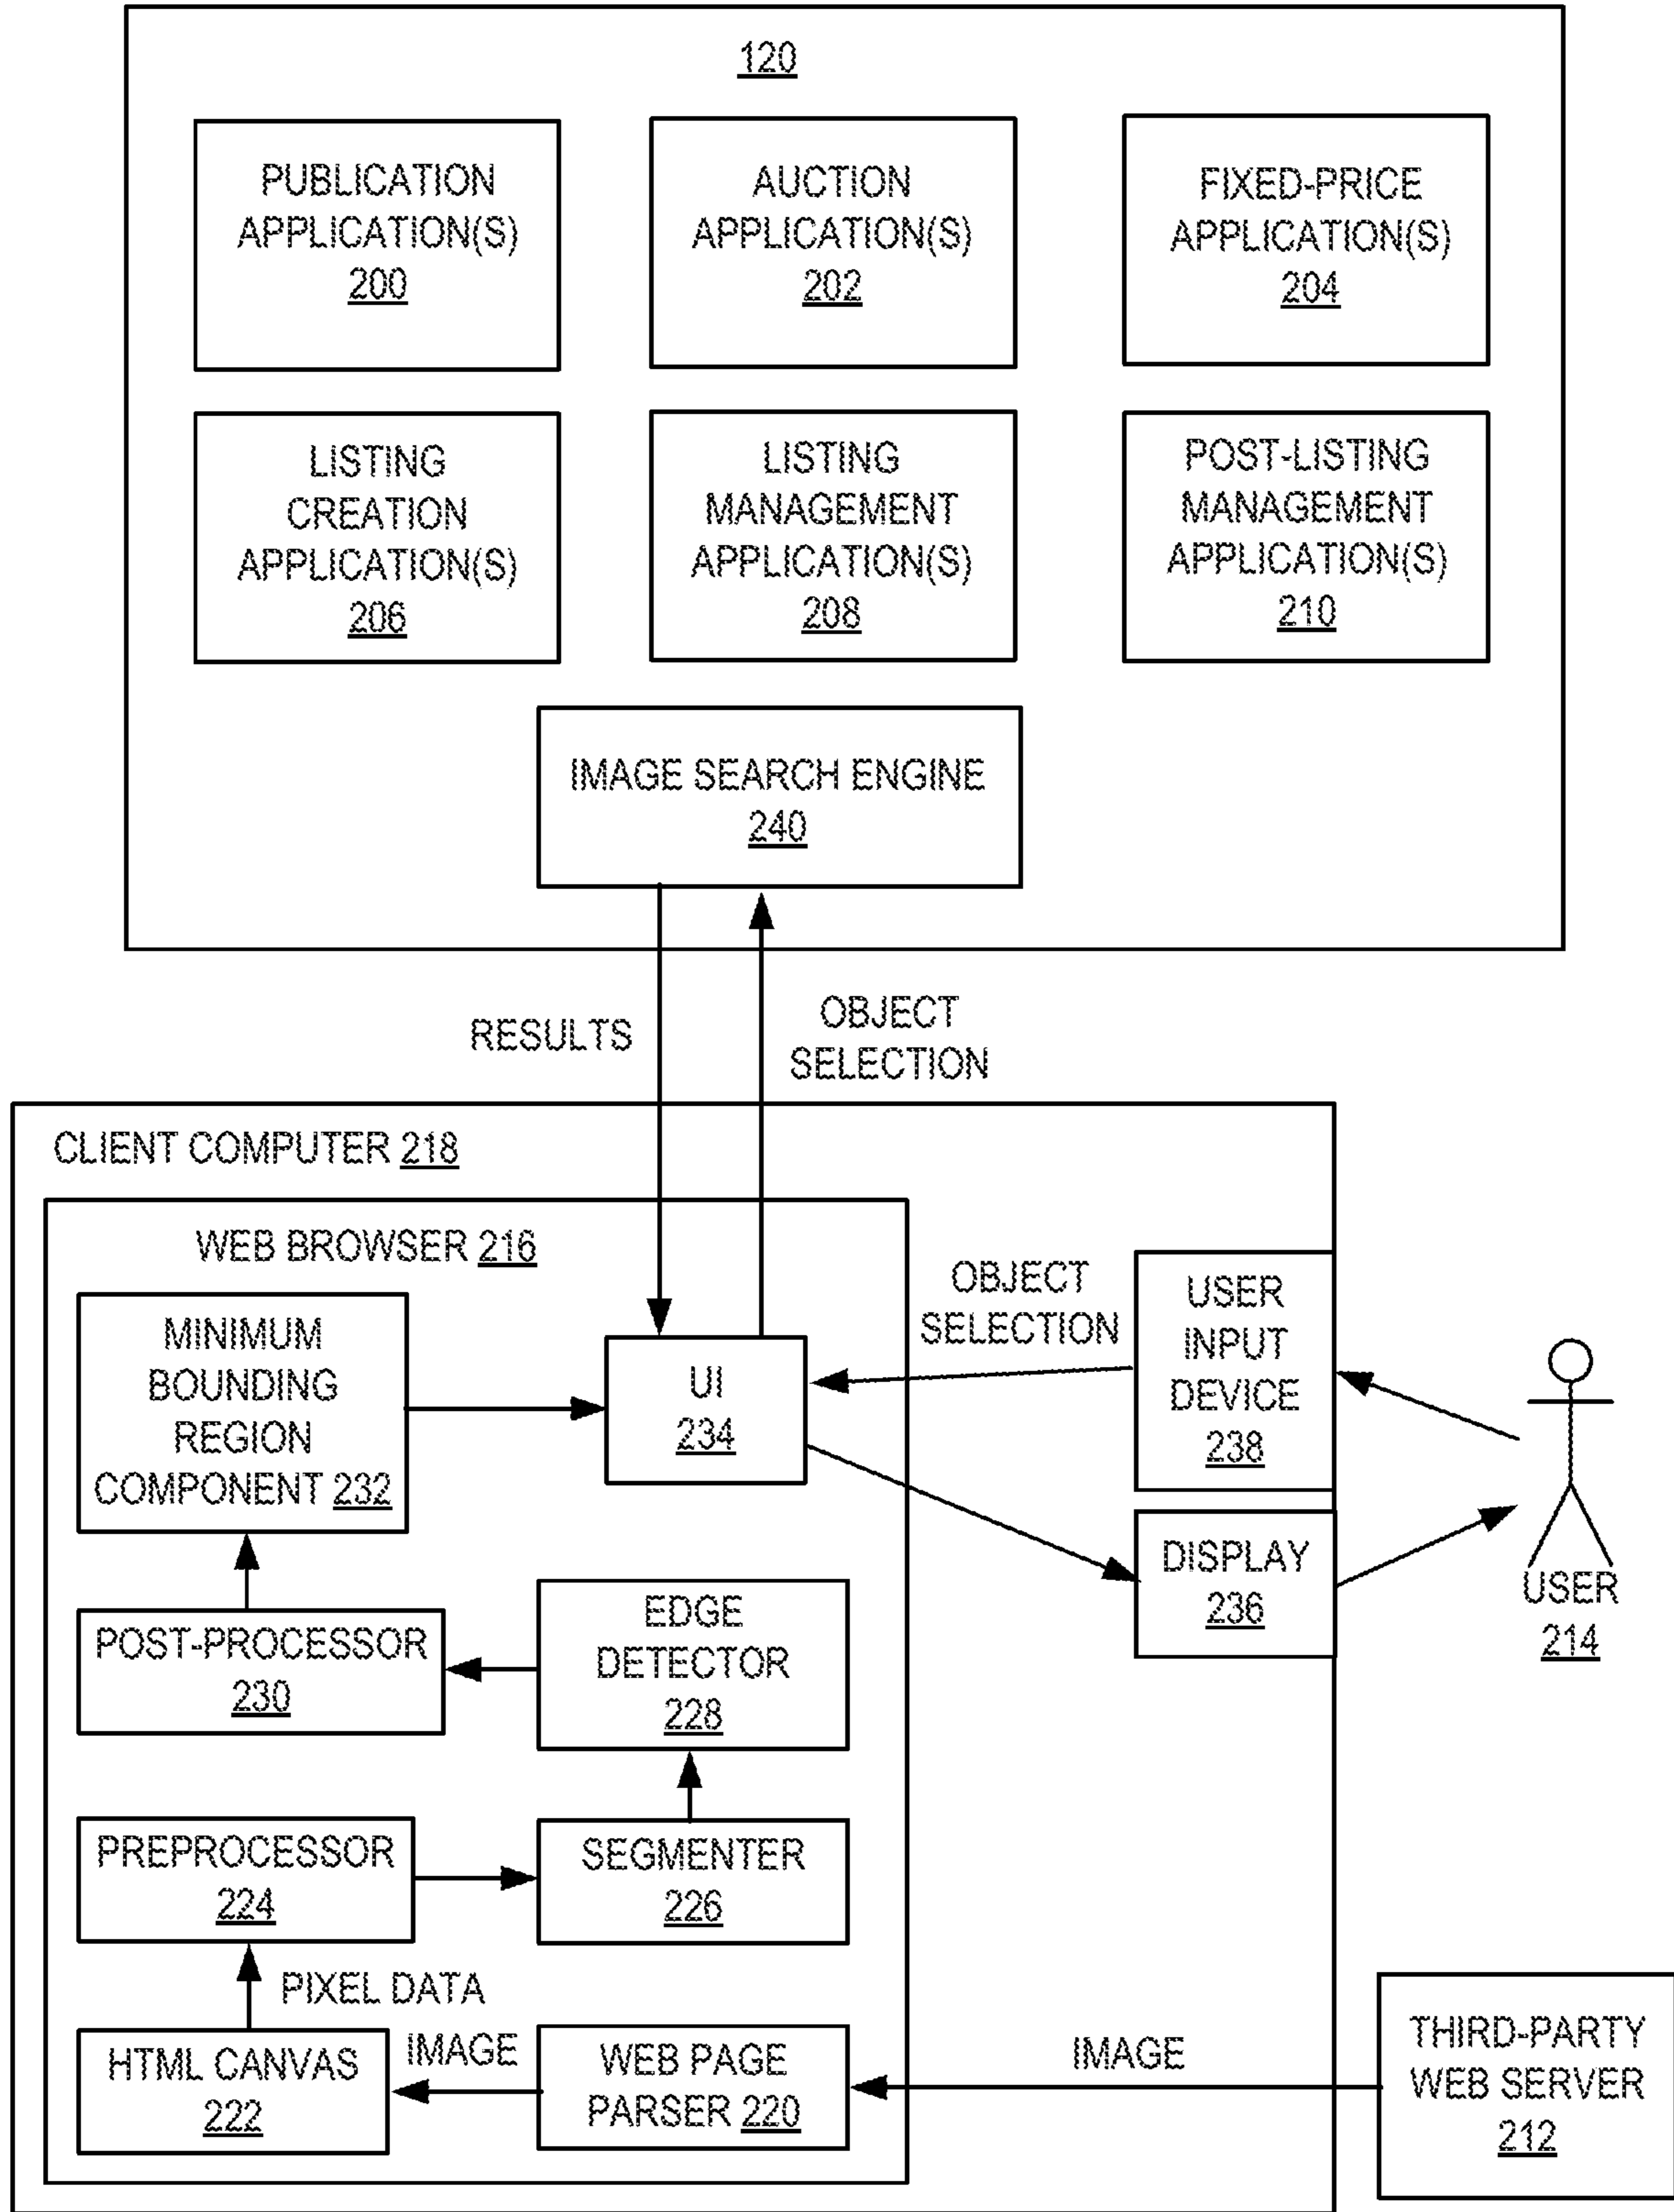 120
PUBLICATION
APPLICATION(S)
200
AUCTION
APPLICATION(S)
202
FIXED-PRICE
APPLICATION(S)
204
LISTING
CREATION
APPLICATION(S)
206
LISTING
MANAGEMENT
APPLICATION(S)
208
POST-LISTING
MANAGEMENT
APPLICATION(S)
210
IMAGE SEARCH ENGINE
240
RESULTS
OBJECT
SELECTION
CLIENT COMPUTER 218
WEB BROWSER 216
MINIMUM
BOUNDING
REGION
COMPONENT 232
UI
234
OBJECT
SELECTION
USER
INPUT
DEVICE
238
DISPLAY
236
USER
214
POST-PROCESSOR
230
EDGE
DETECTOR
228
PREPROCESSOR
224
SEGMENTER
226
PIXEL DATA
HTML CANVAS
222
IMAGE
WEB PAGE
PARSER 220
IMAGE
THIRD-PARTY
WEB SERVER
212